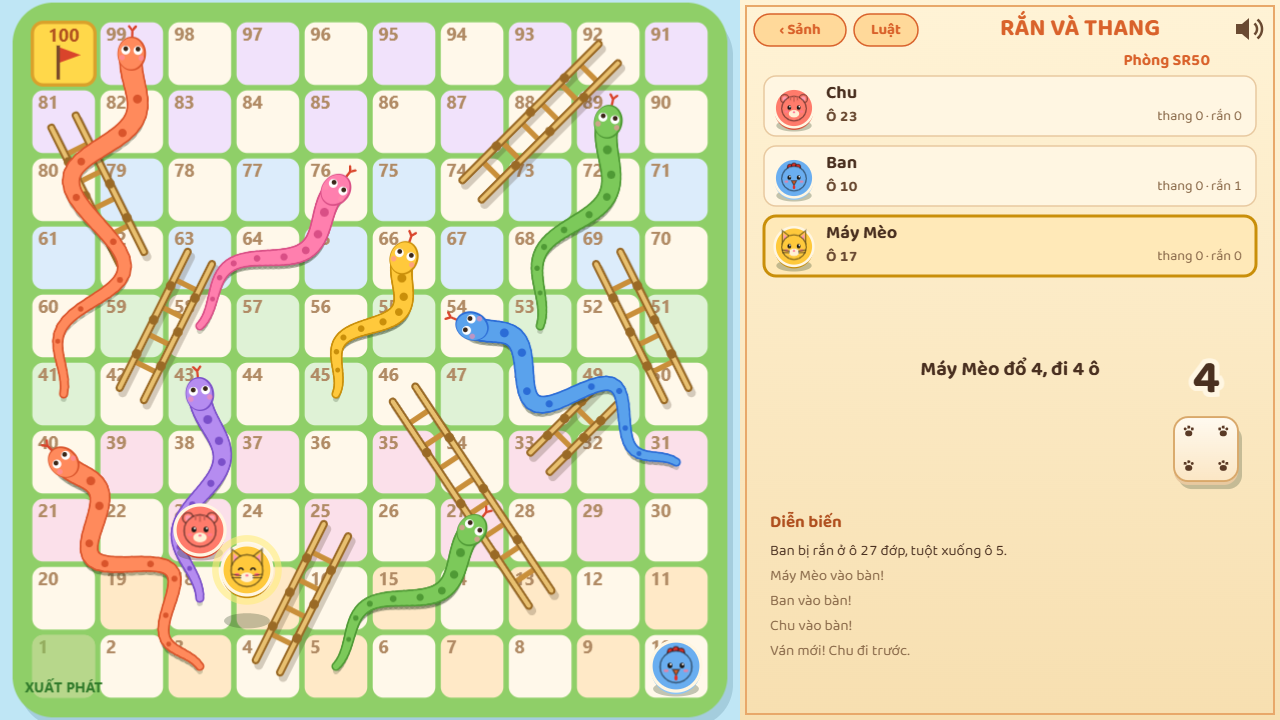 100 99 98 97 96 95 94 93 92 91
81 82 83 84 85 86 87 88 89 90
80 79 78 77 76 75 74 73 72 71
61 63 64 66 67 68 69 70
60 59 57 56 54 53 52 51
41 42 43 44 45 46 47 49
40 39 38 37 36 35 34 33 32 31
21 22 24 25 26 28 29 30
20 19 15 13 12 11
1 2 3 4 5 6 7 8 9
XUẤT PHÁT
‹ Sảnh
Luật
RẮN VÀ THANG
Phòng SR50
Chu
Ô 23
thang 0 · rắn 0
Ban
Ô 10
thang 0 · rắn 1
Máy Mèo
Ô 17
thang 0 · rắn 0
Máy Mèo đổ 4, đi 4 ô
4
Diễn biến
Ban bị rắn ở ô 27 đớp, tuột xuống ô 5.
Máy Mèo vào bàn!
Ban vào bàn!
Chu vào bàn!
Ván mới! Chu đi trước.